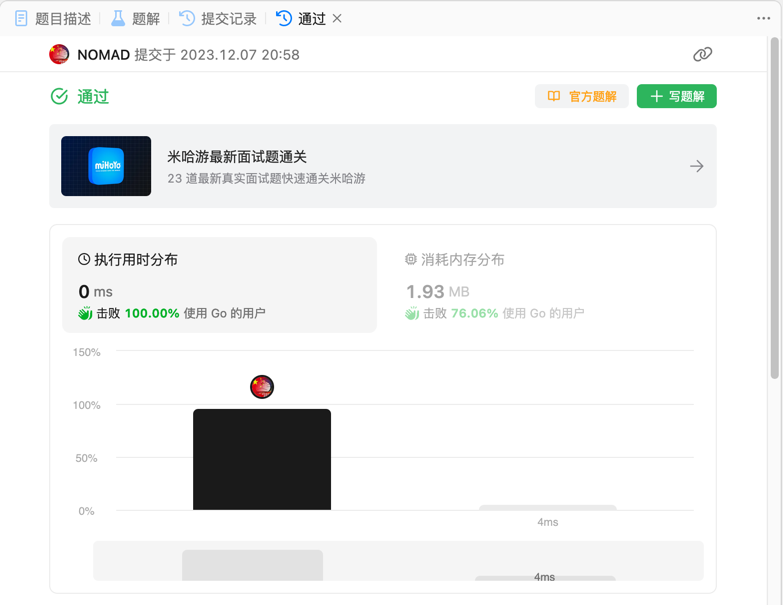 题目描述 题解 提交记录 通过
NOMAD 提交于 2023.12.07 20:58
通过 官方题解 写题解
miHoYo
米哈游最新面试题通关
23 道最新真实面试题快速通关米哈游
执行用时分布
0 ms
击败 100.00% 使用 Go 的用户
消耗内存分布
1.93 MB
击败 76.06% 使用 Go 的用户
150%
100%
50%
0%
4ms
4ms